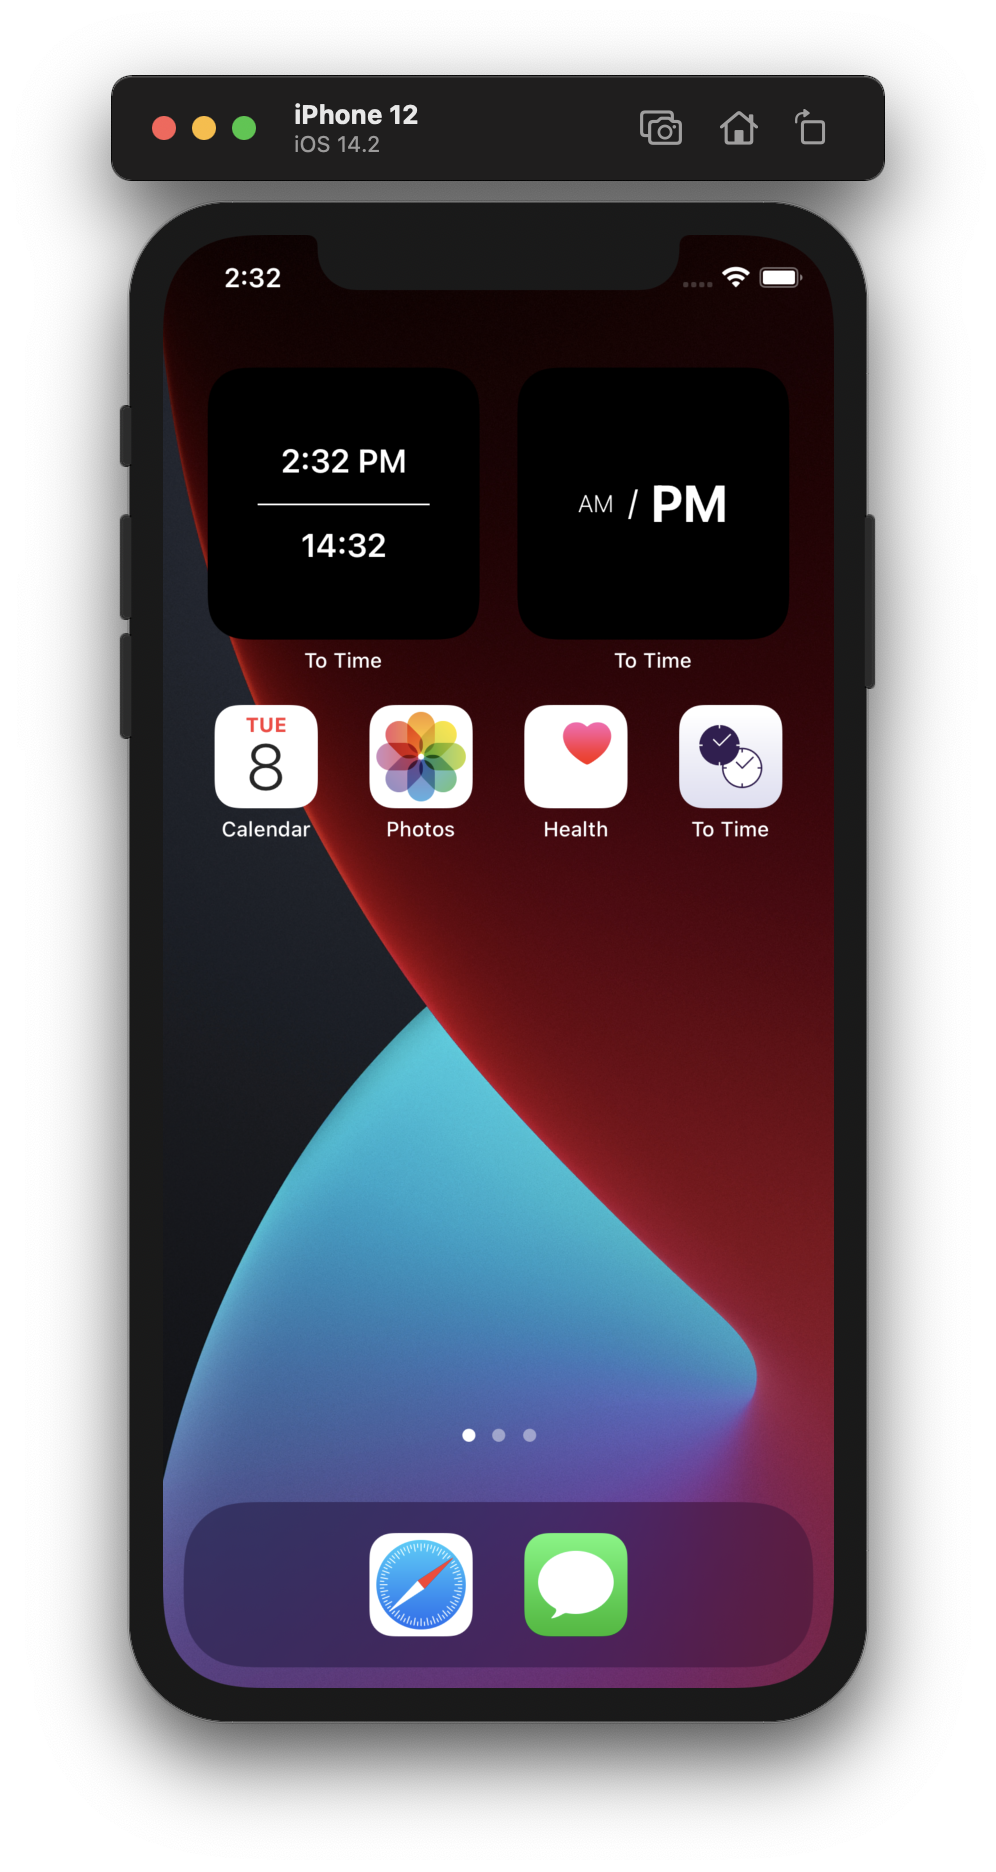 iPhone 12
iOS 14.2
2:32
2:32 PM
14:32
AM / PM
To Time
To Time
TUE
8
Calendar
Photos
Health
To Time